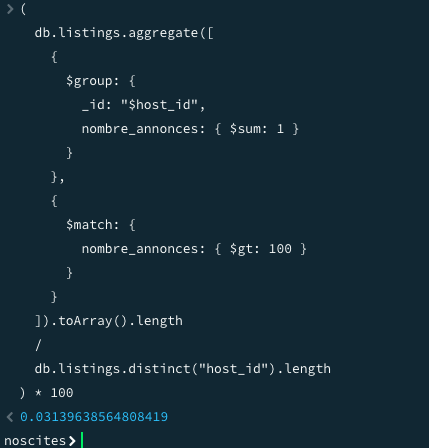 > (
db.listings.aggregate([
{
$group: {
_id: "$host_id",
nombre_annonces: { $sum: 1 }
}
},
{
$match: {
nombre_annonces: { $gt: 100 }
}
}
]).toArray().length
/
db.listings.distinct("host_id").length
) * 100
< 0.03139638564808419
noscites>